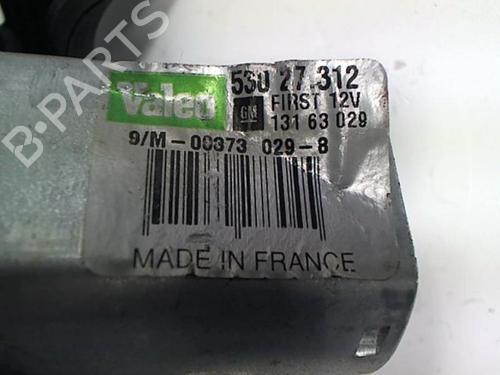 Valeo 530 27.312
GM FIRST 12V
131 63 029
9/M-00373 029-8
MADE IN FRANCE
B-PARTS